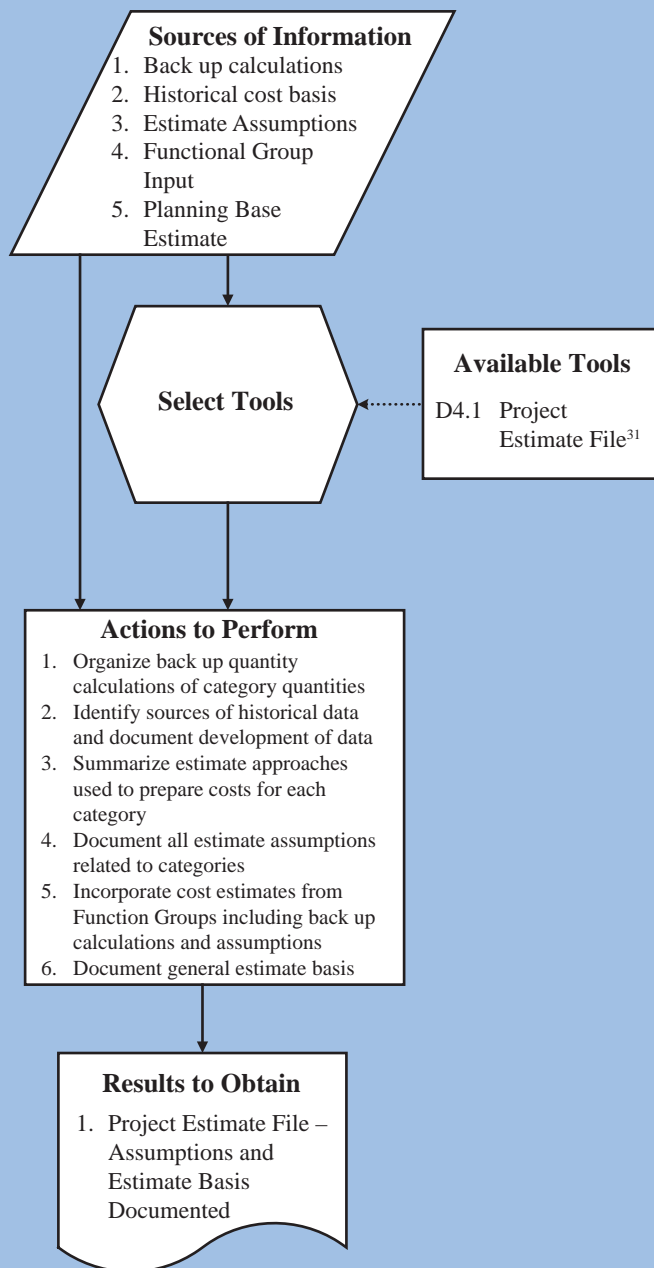 Sources of Information
1. Back up calculations
2. Historical cost basis
3. Estimate Assumptions
4. Functional Group
Input
5. Planning Base
Estimate
Select Tools
Available Tools
D4.1 Project
Estimate File31
Actions to Perform
1. Organize back up quantity
calculations of category quantities
2. Identify sources of historical data
and document development of data
3. Summarize estimate approaches
used to prepare costs for each
category
4. Document all estimate assumptions
related to categories
5. Incorporate cost estimates from
Function Groups including back up
calculations and assumptions
6. Document general estimate basis
Results to Obtain
1. Project Estimate File –
Assumptions and
Estimate Basis
Documented